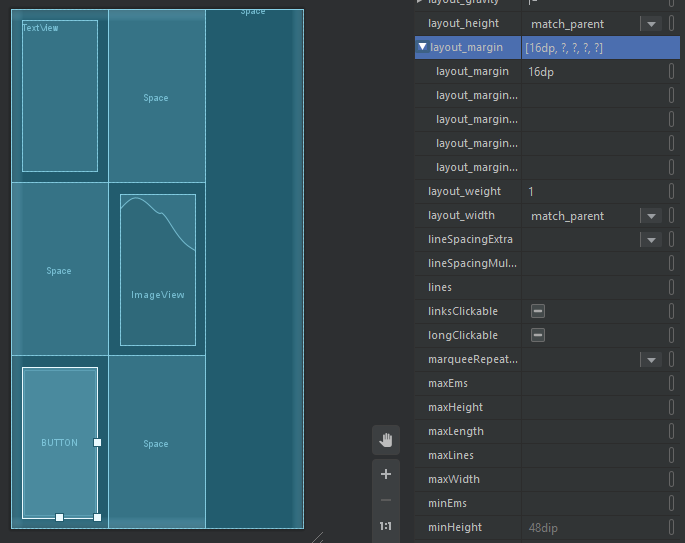 Space
TextView
Space
Space
ImageView
BUTTON
Space
1:1
layout_height match_parent
layout_margin [16dp, ?, ?, ?, ?]
layout_margin 16dp
layout_margin...
layout_margin...
layout_margin...
layout_margin...
layout_weight 1
layout_width match_parent
lineSpacingExtra
lineSpacingMul...
lines
linksClickable
longClickable
marqueeRepeat...
maxEms
maxHeight
maxLength
maxLines
maxWidth
minEms
minHeight 48dip